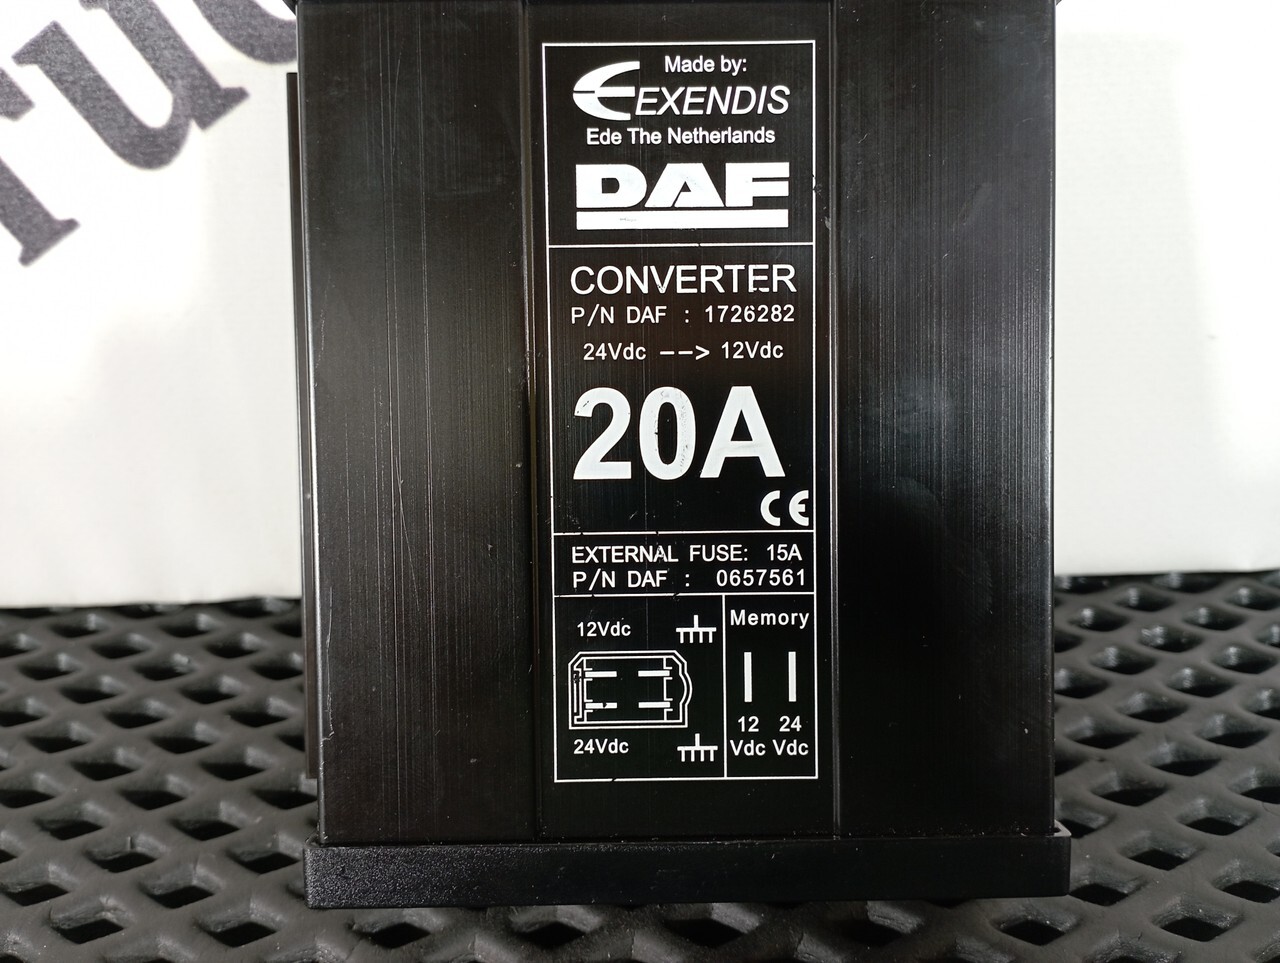 Made by:
EXENDIS
Ede The Netherlands
DAF
CONVERTER
P/N DAF : 1726282
24Vdc --> 12Vdc
20A
CE
EXTERNAL FUSE: 15A
P/N DAF : 0657561
12Vdc
24Vdc
Memory
12 24
Vdc Vdc